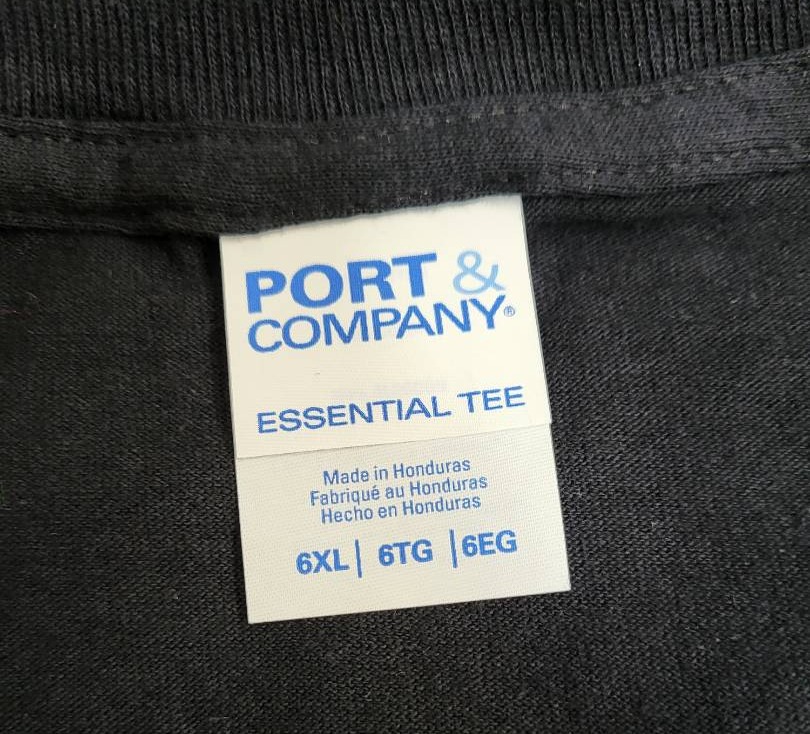 PORT &
COMPANY®
ESSENTIAL TEE
Made in Honduras
Fabriqué au Honduras
Hecho en Honduras
6XL | 6TG | 6EG